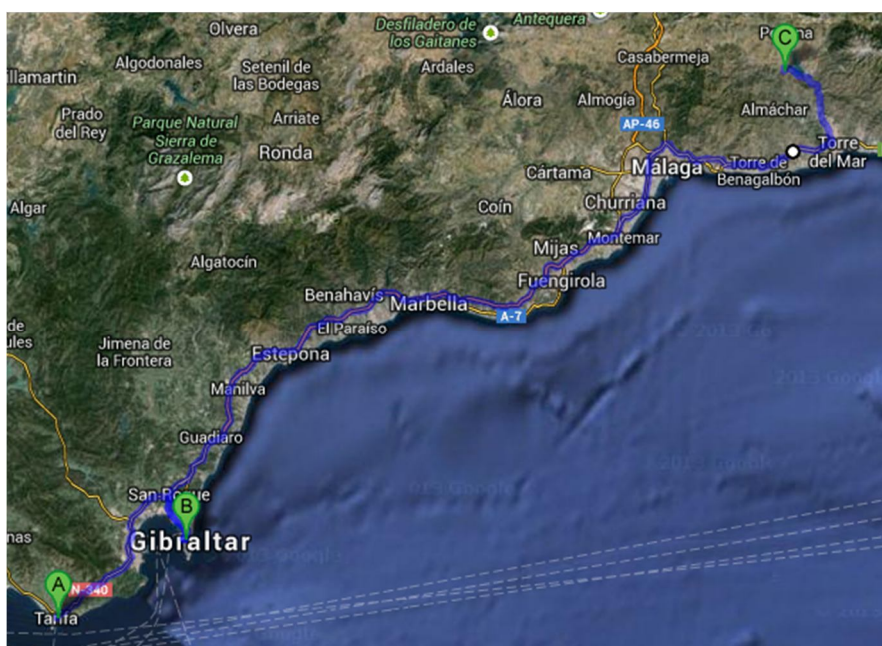 Olvera
Desfiladero de
los Gaitanes
Antequera
Algodonales
Setenil de
las Bodegas
Ardales
Casabermeja
C
illamartin
Prado
del Rey
Parque Natural
Sierra de
Grazalema
Arriate
Ronda
Álora
Almogía
AP-46
Almáchar
Cártama
Málaga
Torre de
Benagalbón
Torre
del Mar
Algar
Coín
Churriana
Montemar
Mijas
Algatocín
Fuengirola
Benahavís
Marbella
A-7
El Paraíso
de
ules
Jimena de
la Frontera
Estepona
Manilva
Guadiaro
San Roque
B
nas
Gibraltar
A
N-340
Tarifa